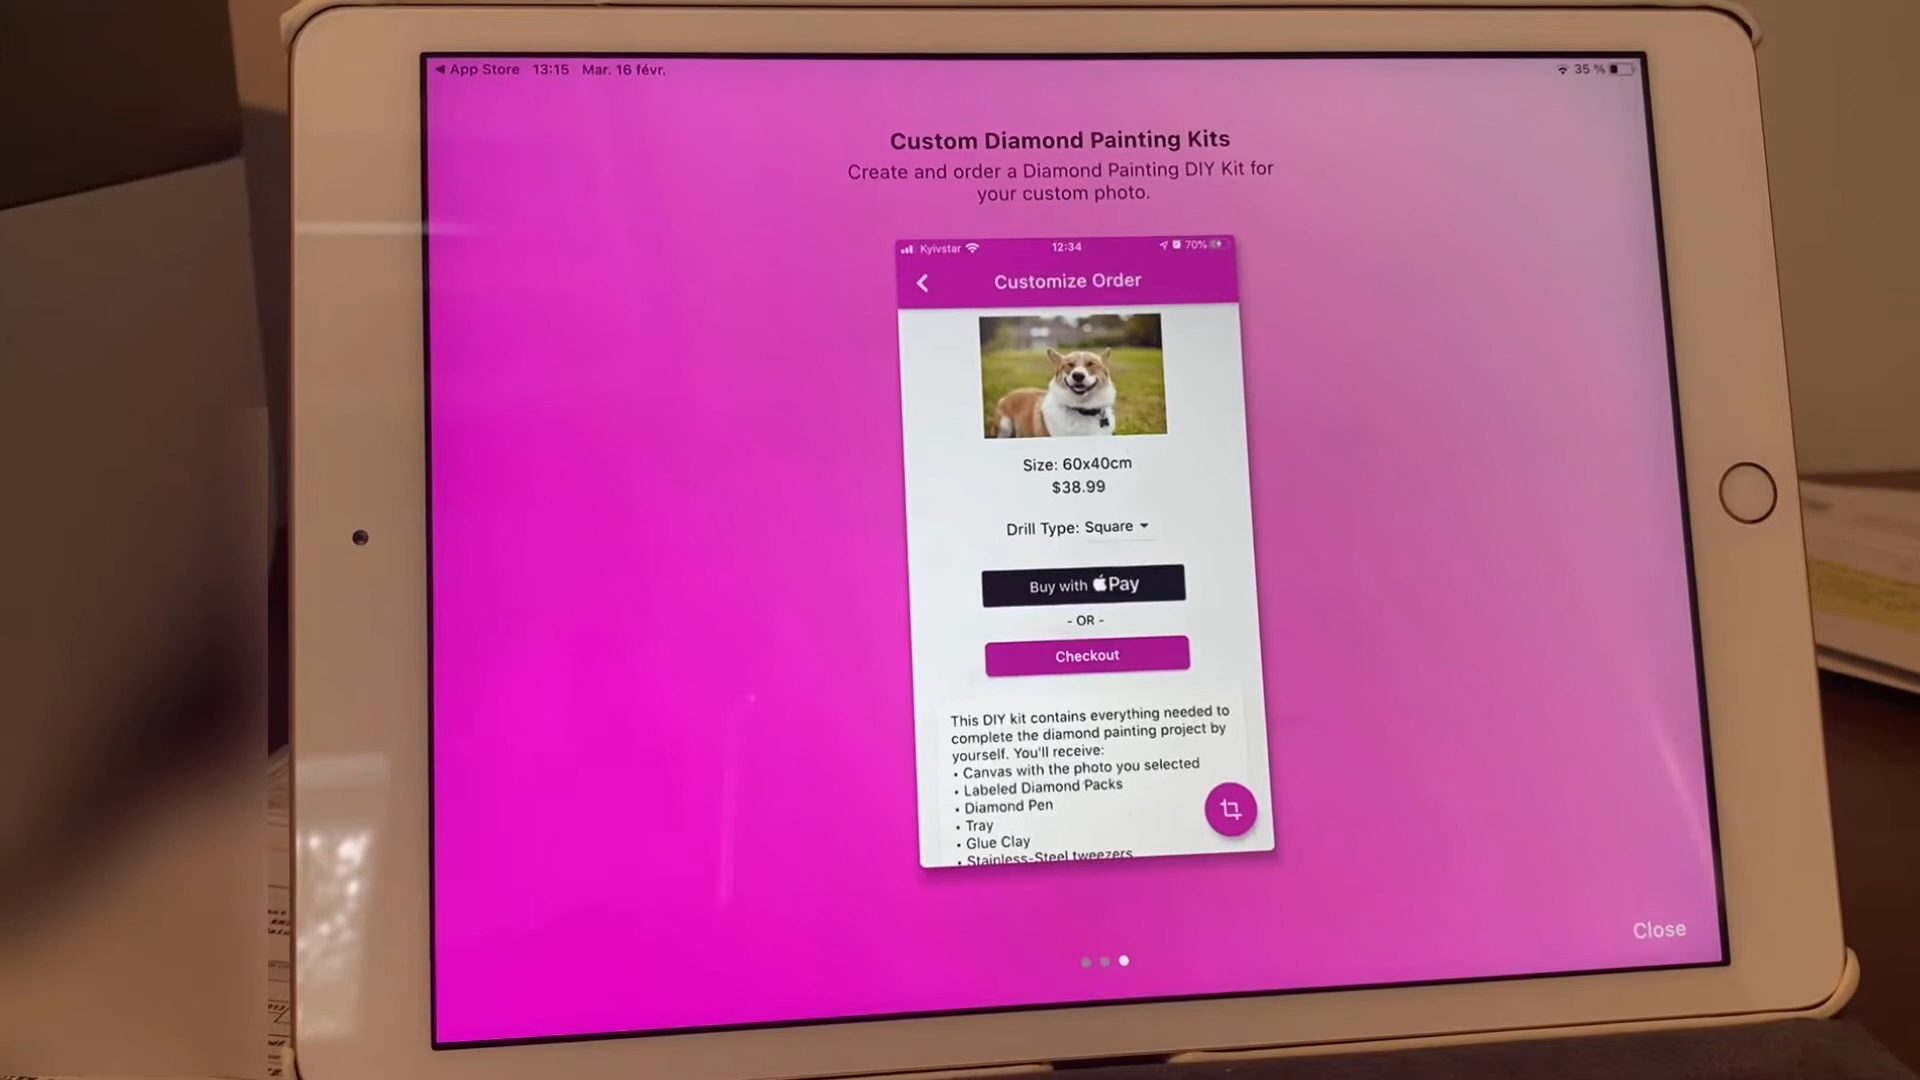 ◀ App Store 13:15 Mar. 16 févr.
35 %
Custom Diamond Painting Kits
Create and order a Diamond Painting DIY Kit for
your custom photo.
Kyivstar 12:34 70%
Customize Order
Size: 60x40cm
$38.99
Drill Type: Square
Buy with Pay
- OR -
Checkout
This DIY kit contains everything needed to
complete the diamond painting project by
yourself. You'll receive:
• Canvas with the photo you selected
• Labeled Diamond Packs
• Diamond Pen
• Tray
• Glue Clay
• Stainless-Steel tweezers
Close